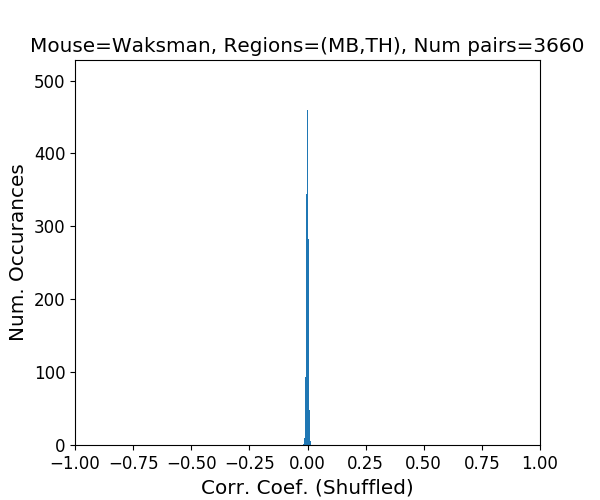 Mouse=Waksman, Regions=(MB,TH), Num pairs=3660
500
400
300
200
100
0
Num. Occurances
−1.00 −0.75 −0.50 −0.25 0.00 0.25 0.50 0.75 1.00
Corr. Coef. (Shuffled)